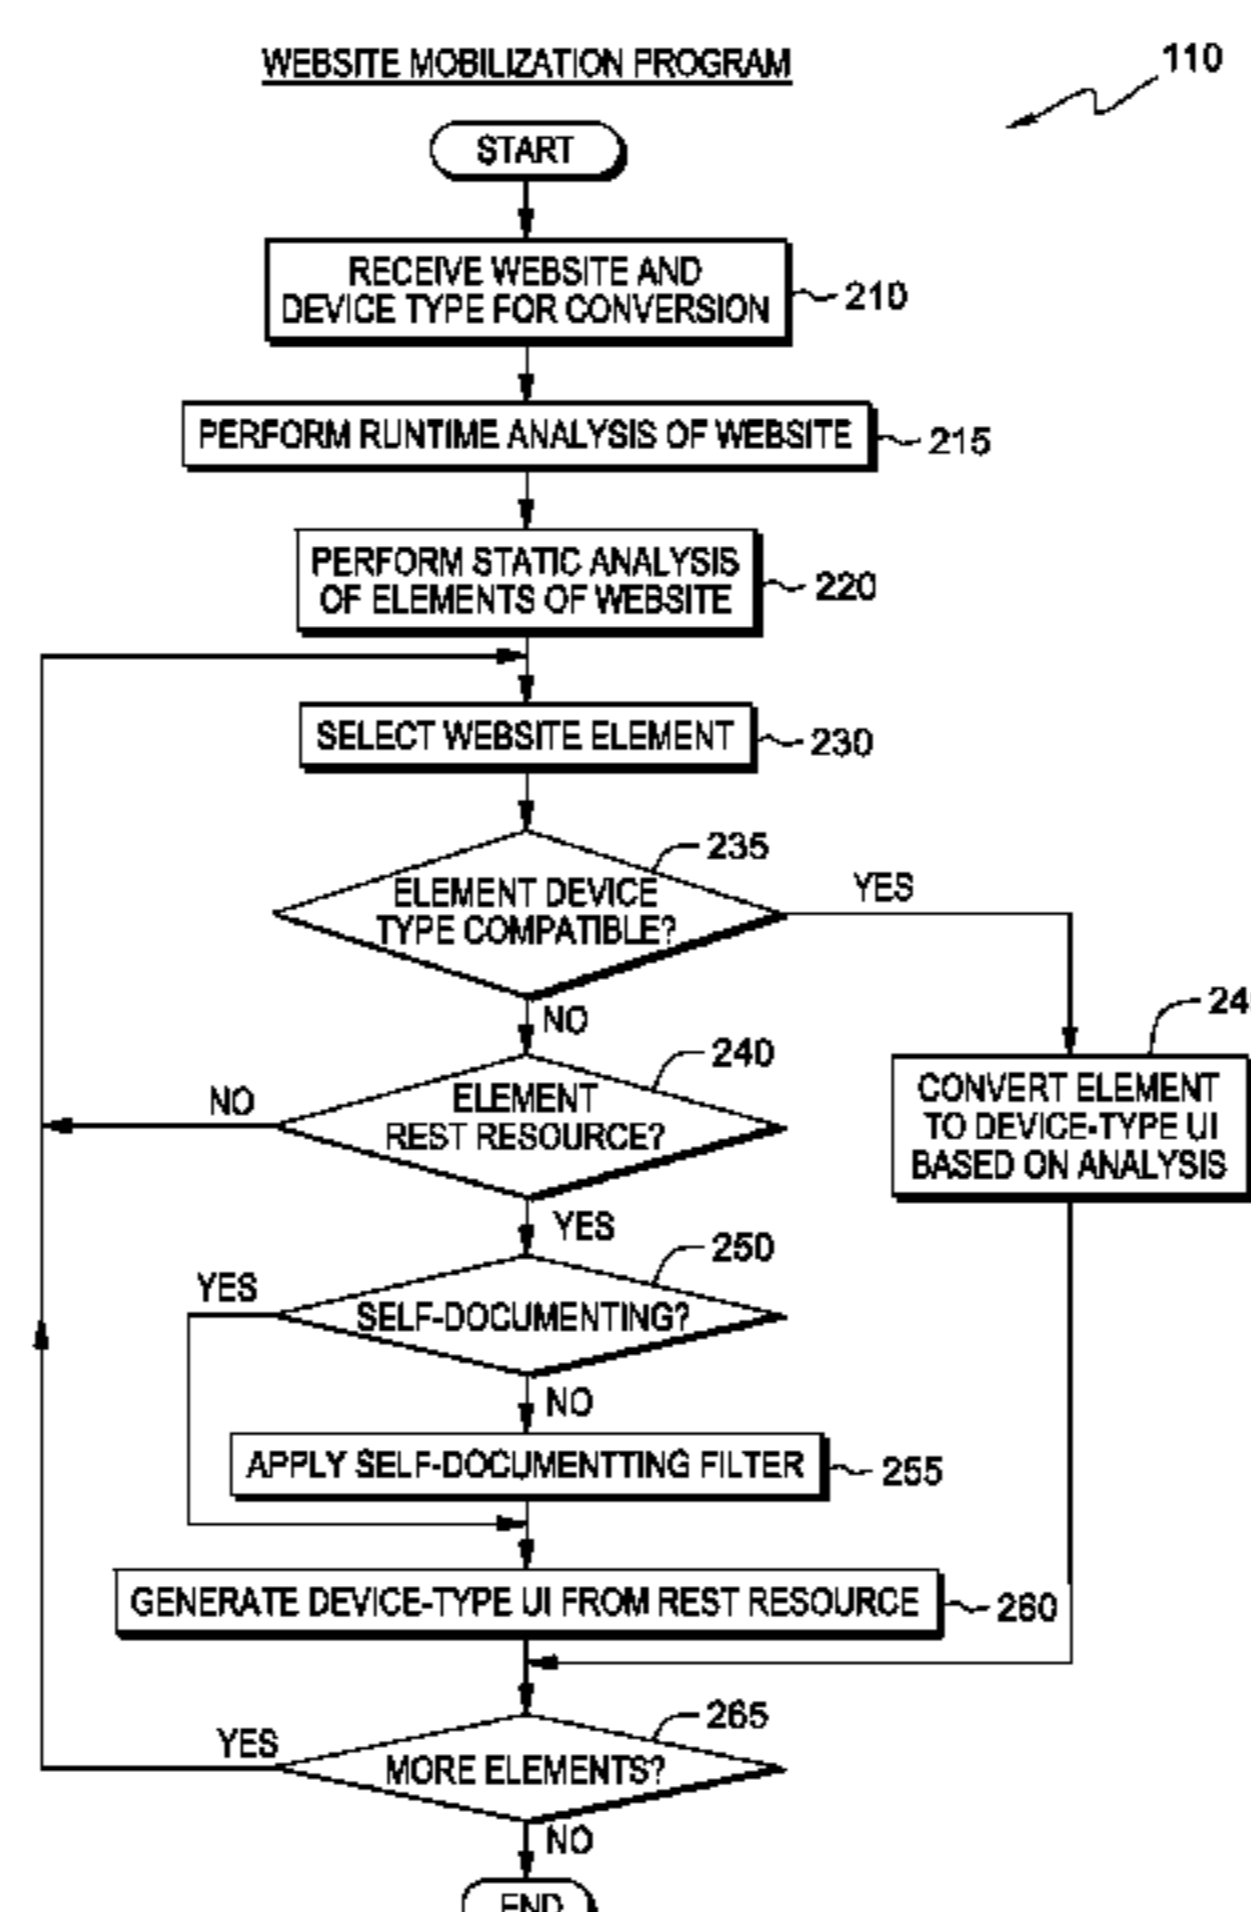 WEBSITE MOBILIZATION PROGRAM
110
START
RECEIVE WEBSITE AND
DEVICE TYPE FOR CONVERSION
210
PERFORM RUNTIME ANALYSIS OF WEBSITE
215
PERFORM STATIC ANALYSIS
OF ELEMENTS OF WEBSITE
220
SELECT WEBSITE ELEMENT
230
235
ELEMENT DEVICE
TYPE COMPATIBLE?
YES
NO
240
ELEMENT
REST RESOURCE?
NO
YES
CONVERT ELEMENT
TO DEVICE-TYPE UI
BASED ON ANALYSIS
250
SELF-DOCUMENTING?
YES
NO
APPLY SELF-DOCUMENTTING FILTER
255
GENERATE DEVICE-TYPE UI FROM REST RESOURCE
260
265
MORE ELEMENTS?
YES
NO
END